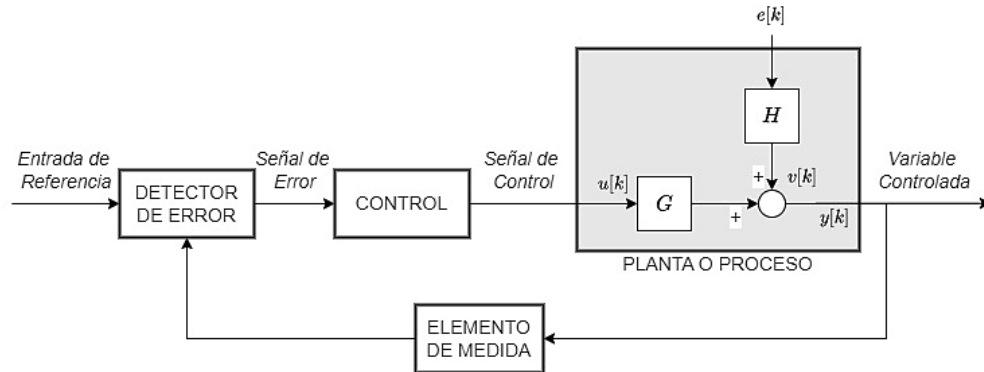 e[k]
H
Entrada de
Referencia
Señal de
Error
Señal de
Control
Variable
Controlada
+
v[k]
DETECTOR
DE ERROR
CONTROL
u[k]
G
+
y[k]
PLANTA O PROCESO
ELEMENTO
DE MEDIDA